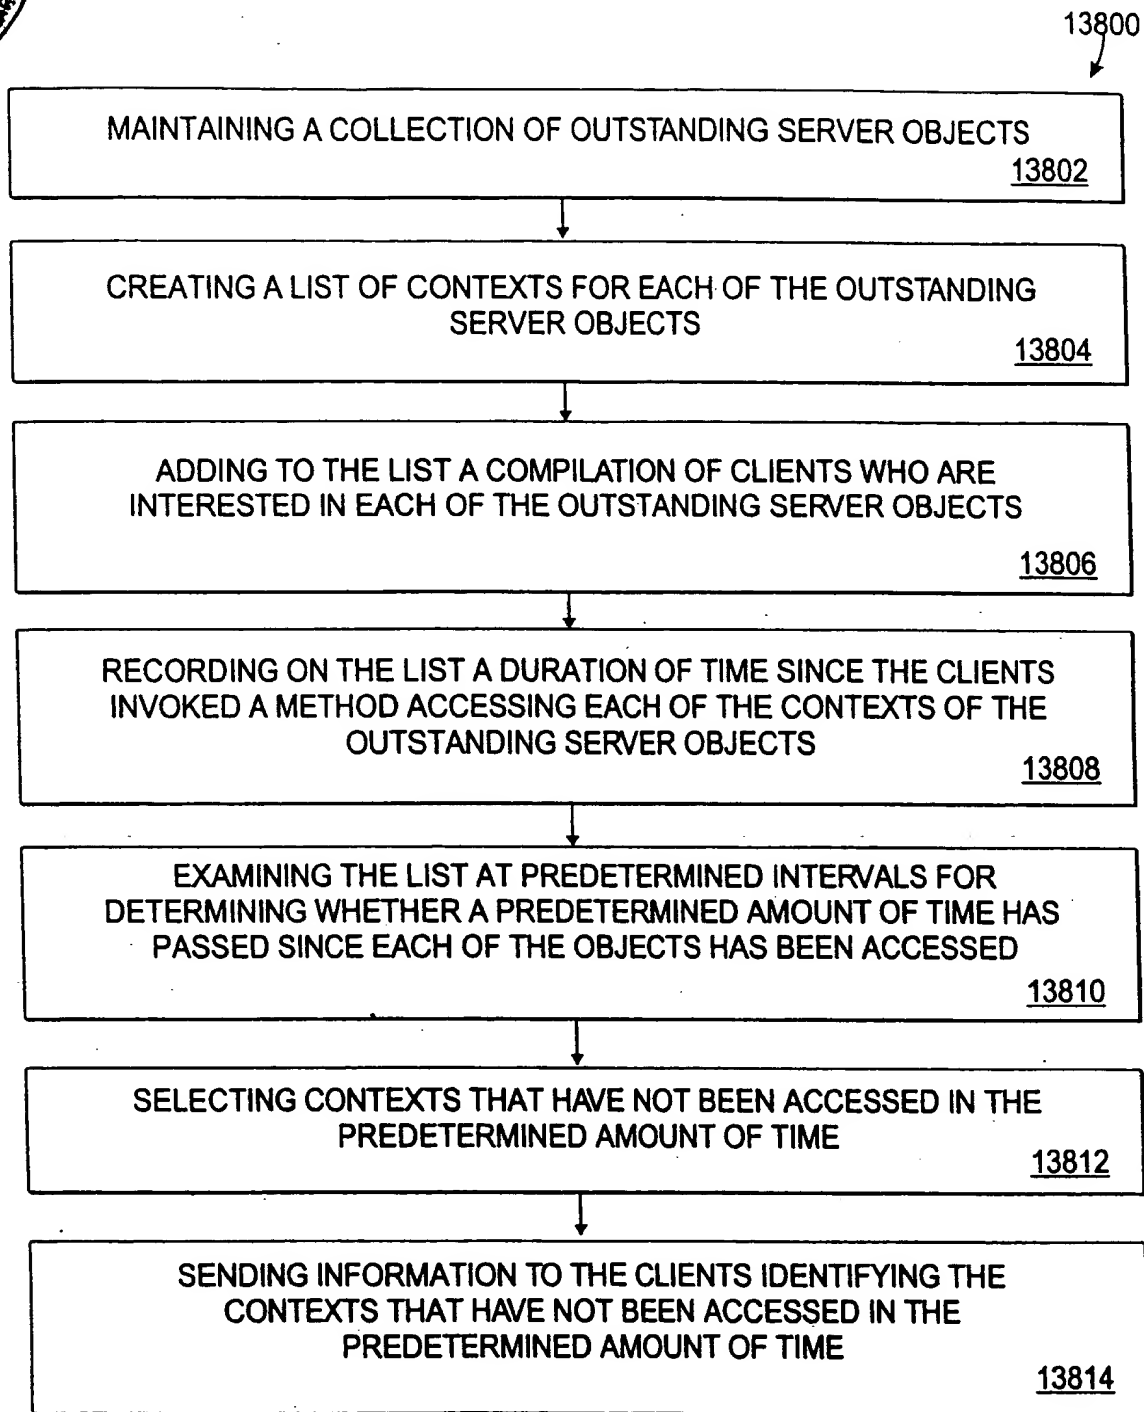 13800
MAINTAINING A COLLECTION OF OUTSTANDING SERVER OBJECTS
13802
CREATING A LIST OF CONTEXTS FOR EACH OF THE OUTSTANDING
SERVER OBJECTS
13804
ADDING TO THE LIST A COMPILATION OF CLIENTS WHO ARE
INTERESTED IN EACH OF THE OUTSTANDING SERVER OBJECTS
13806
RECORDING ON THE LIST A DURATION OF TIME SINCE THE CLIENTS
INVOKED A METHOD ACCESSING EACH OF THE CONTEXTS OF THE
OUTSTANDING SERVER OBJECTS
13808
EXAMINING THE LIST AT PREDETERMINED INTERVALS FOR
DETERMINING WHETHER A PREDETERMINED AMOUNT OF TIME HAS
PASSED SINCE EACH OF THE OBJECTS HAS BEEN ACCESSED
13810
SELECTING CONTEXTS THAT HAVE NOT BEEN ACCESSED IN THE
PREDETERMINED AMOUNT OF TIME
13812
SENDING INFORMATION TO THE CLIENTS IDENTIFYING THE
CONTEXTS THAT HAVE NOT BEEN ACCESSED IN THE
PREDETERMINED AMOUNT OF TIME
13814